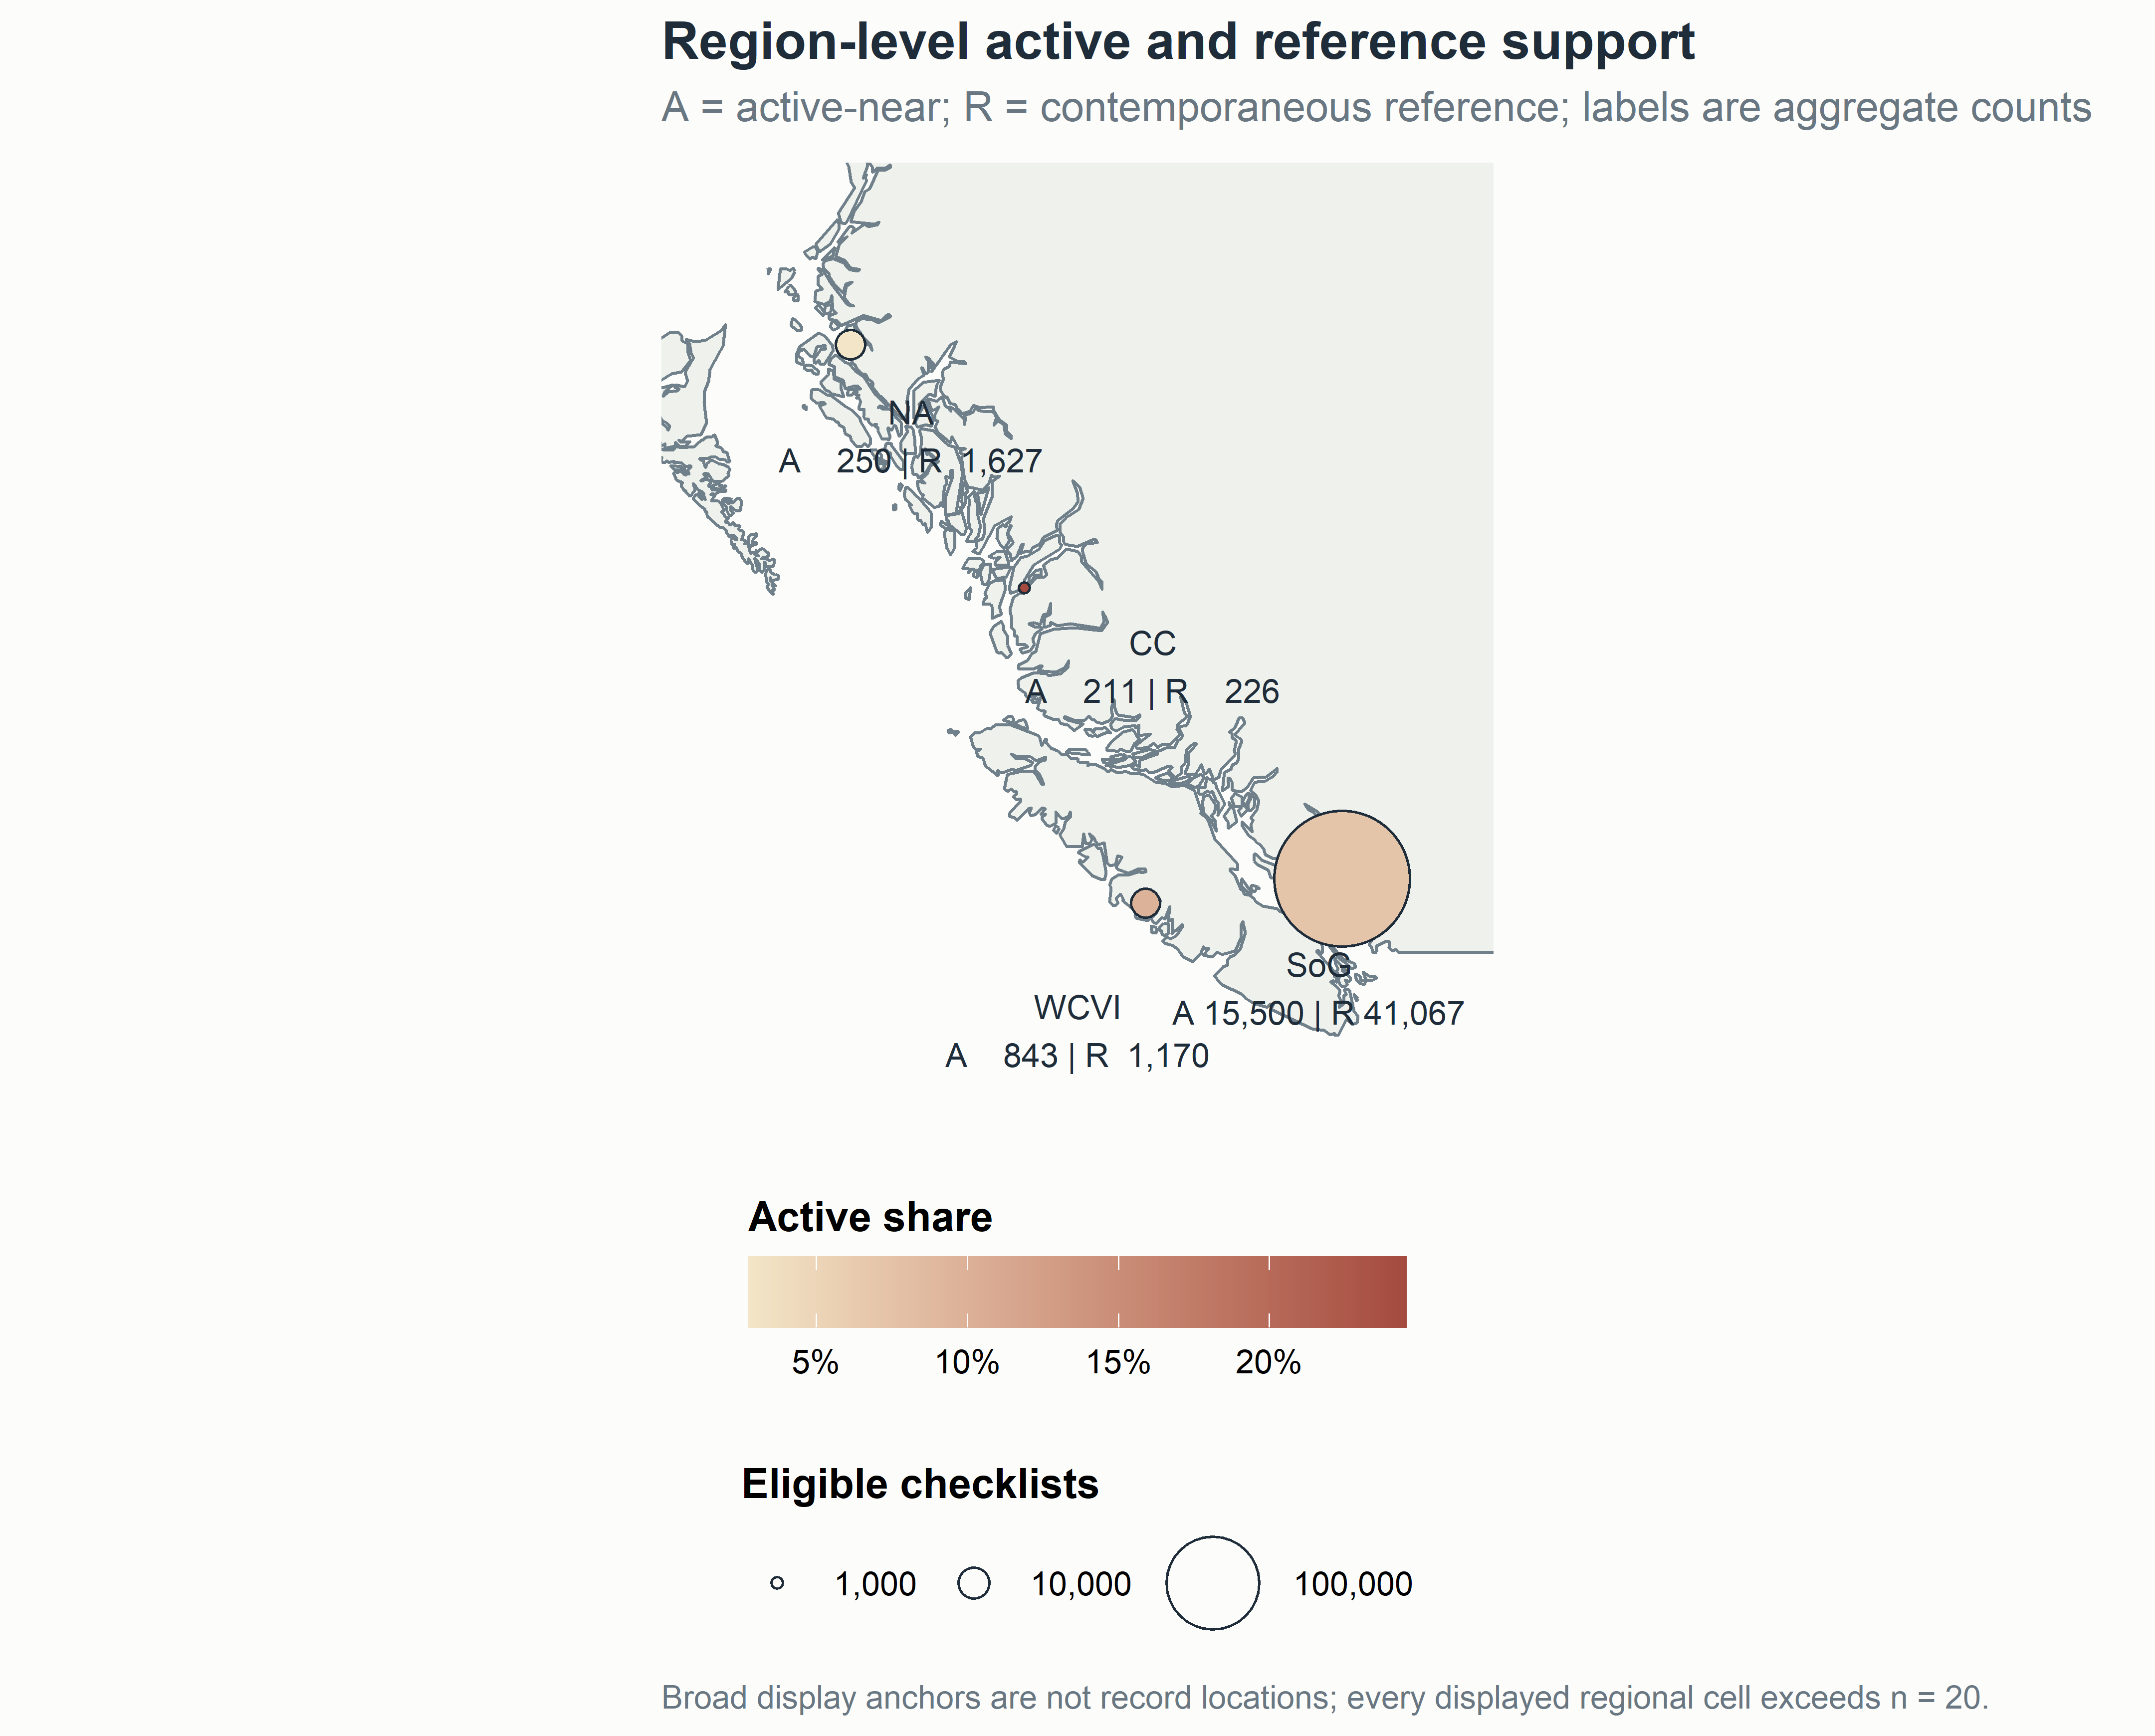 Region-level active and reference support
A = active-near; R = contemporaneous reference; labels are aggregate counts
NA
A 250 | R 1,627
CC
A 211 | R 226
SoG
A 15,500 | R 41,067
WCVI
A 843 | R 1,170
Active share
5% 10% 15% 20%
Eligible checklists
1,000 10,000 100,000
Broad display anchors are not record locations; every displayed regional cell exceeds n = 20.